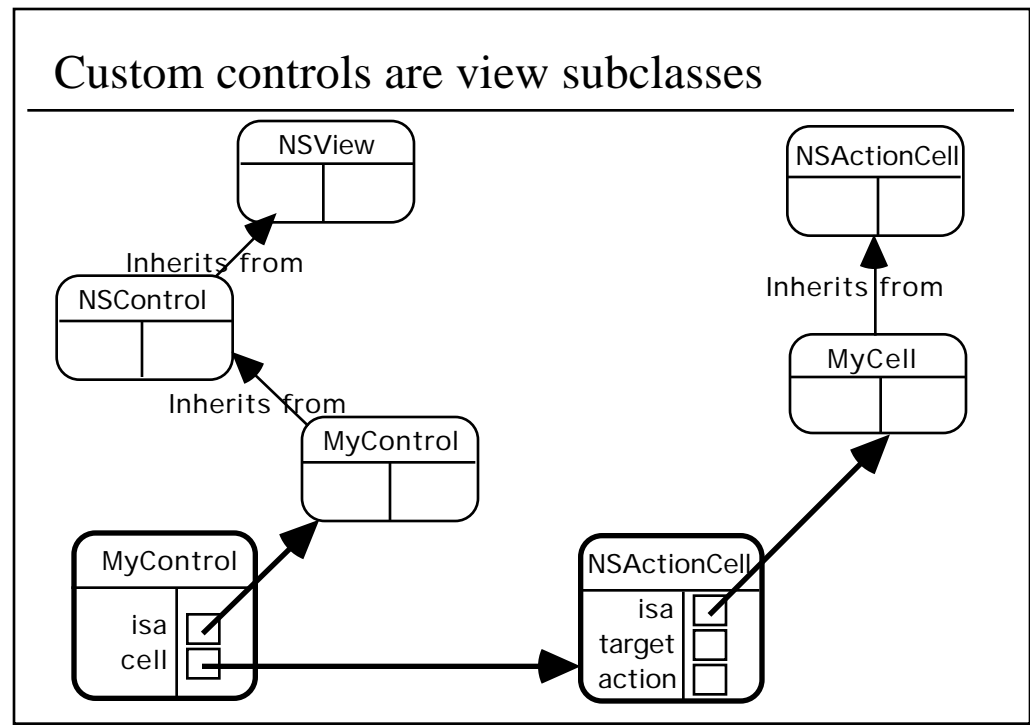 Custom controls are view subclasses
NSView
NSActionCell
Inherits from
Inherits from
NSControl
MyCell
Inherits from
MyControl
MyControl
isa
cell
NSActionCell
isa
target
action